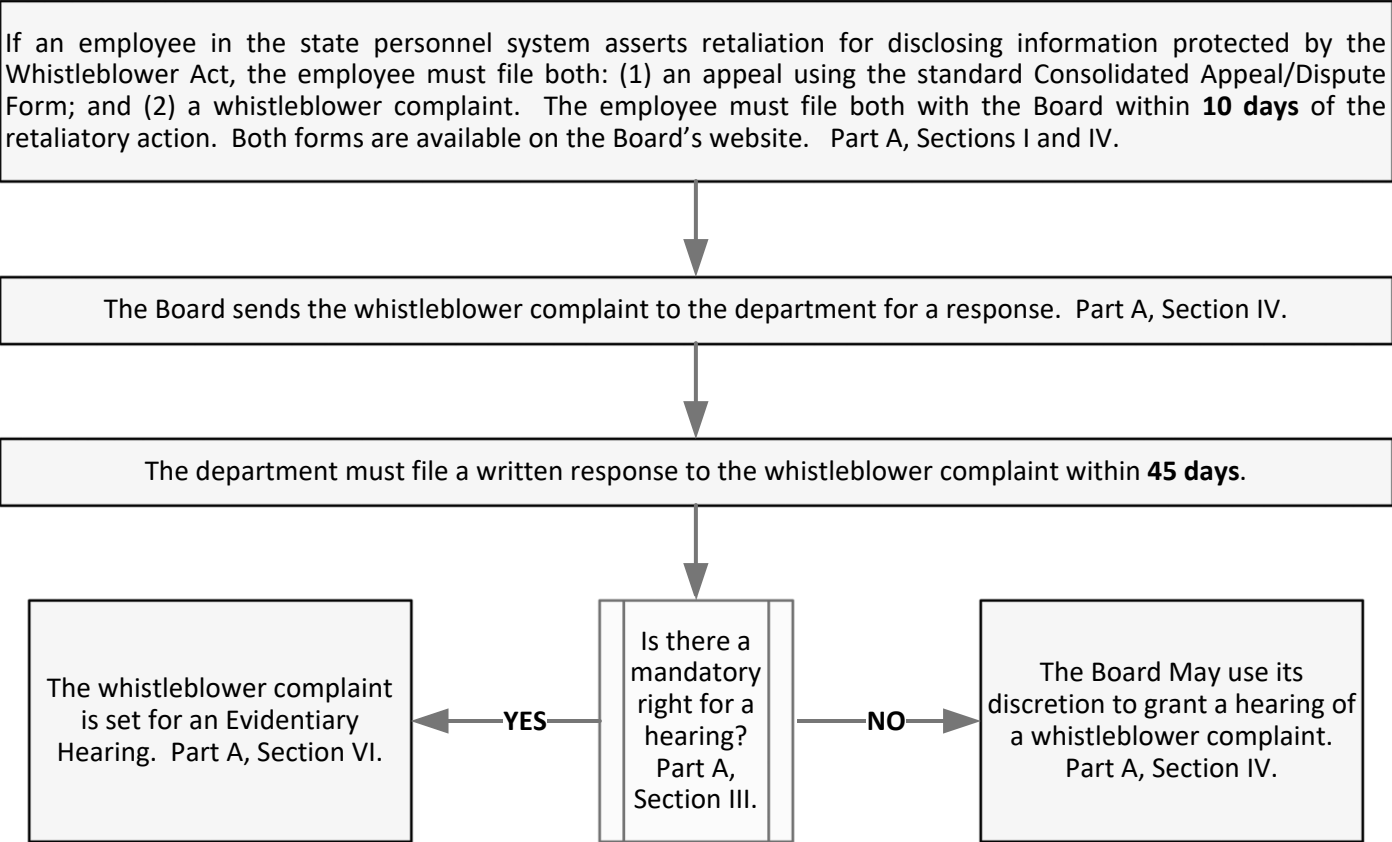 If an employee in the state personnel system asserts retaliation for disclosing information protected by the
Whistleblower Act, the employee must file both: (1) an appeal using the standard Consolidated Appeal/Dispute
Form; and (2) a whistleblower complaint. The employee must file both with the Board within 10 days of the
retaliatory action. Both forms are available on the Board’s website. Part A, Sections I and IV.
The Board sends the whistleblower complaint to the department for a response. Part A, Section IV.
The department must file a written response to the whistleblower complaint within 45 days.
The whistleblower complaint
is set for an Evidentiary
Hearing. Part A, Section VI.
YES
Is there a
mandatory
right for a
hearing?
Part A,
Section III.
NO
The Board May use its
discretion to grant a hearing of
a whistleblower complaint.
Part A, Section IV.